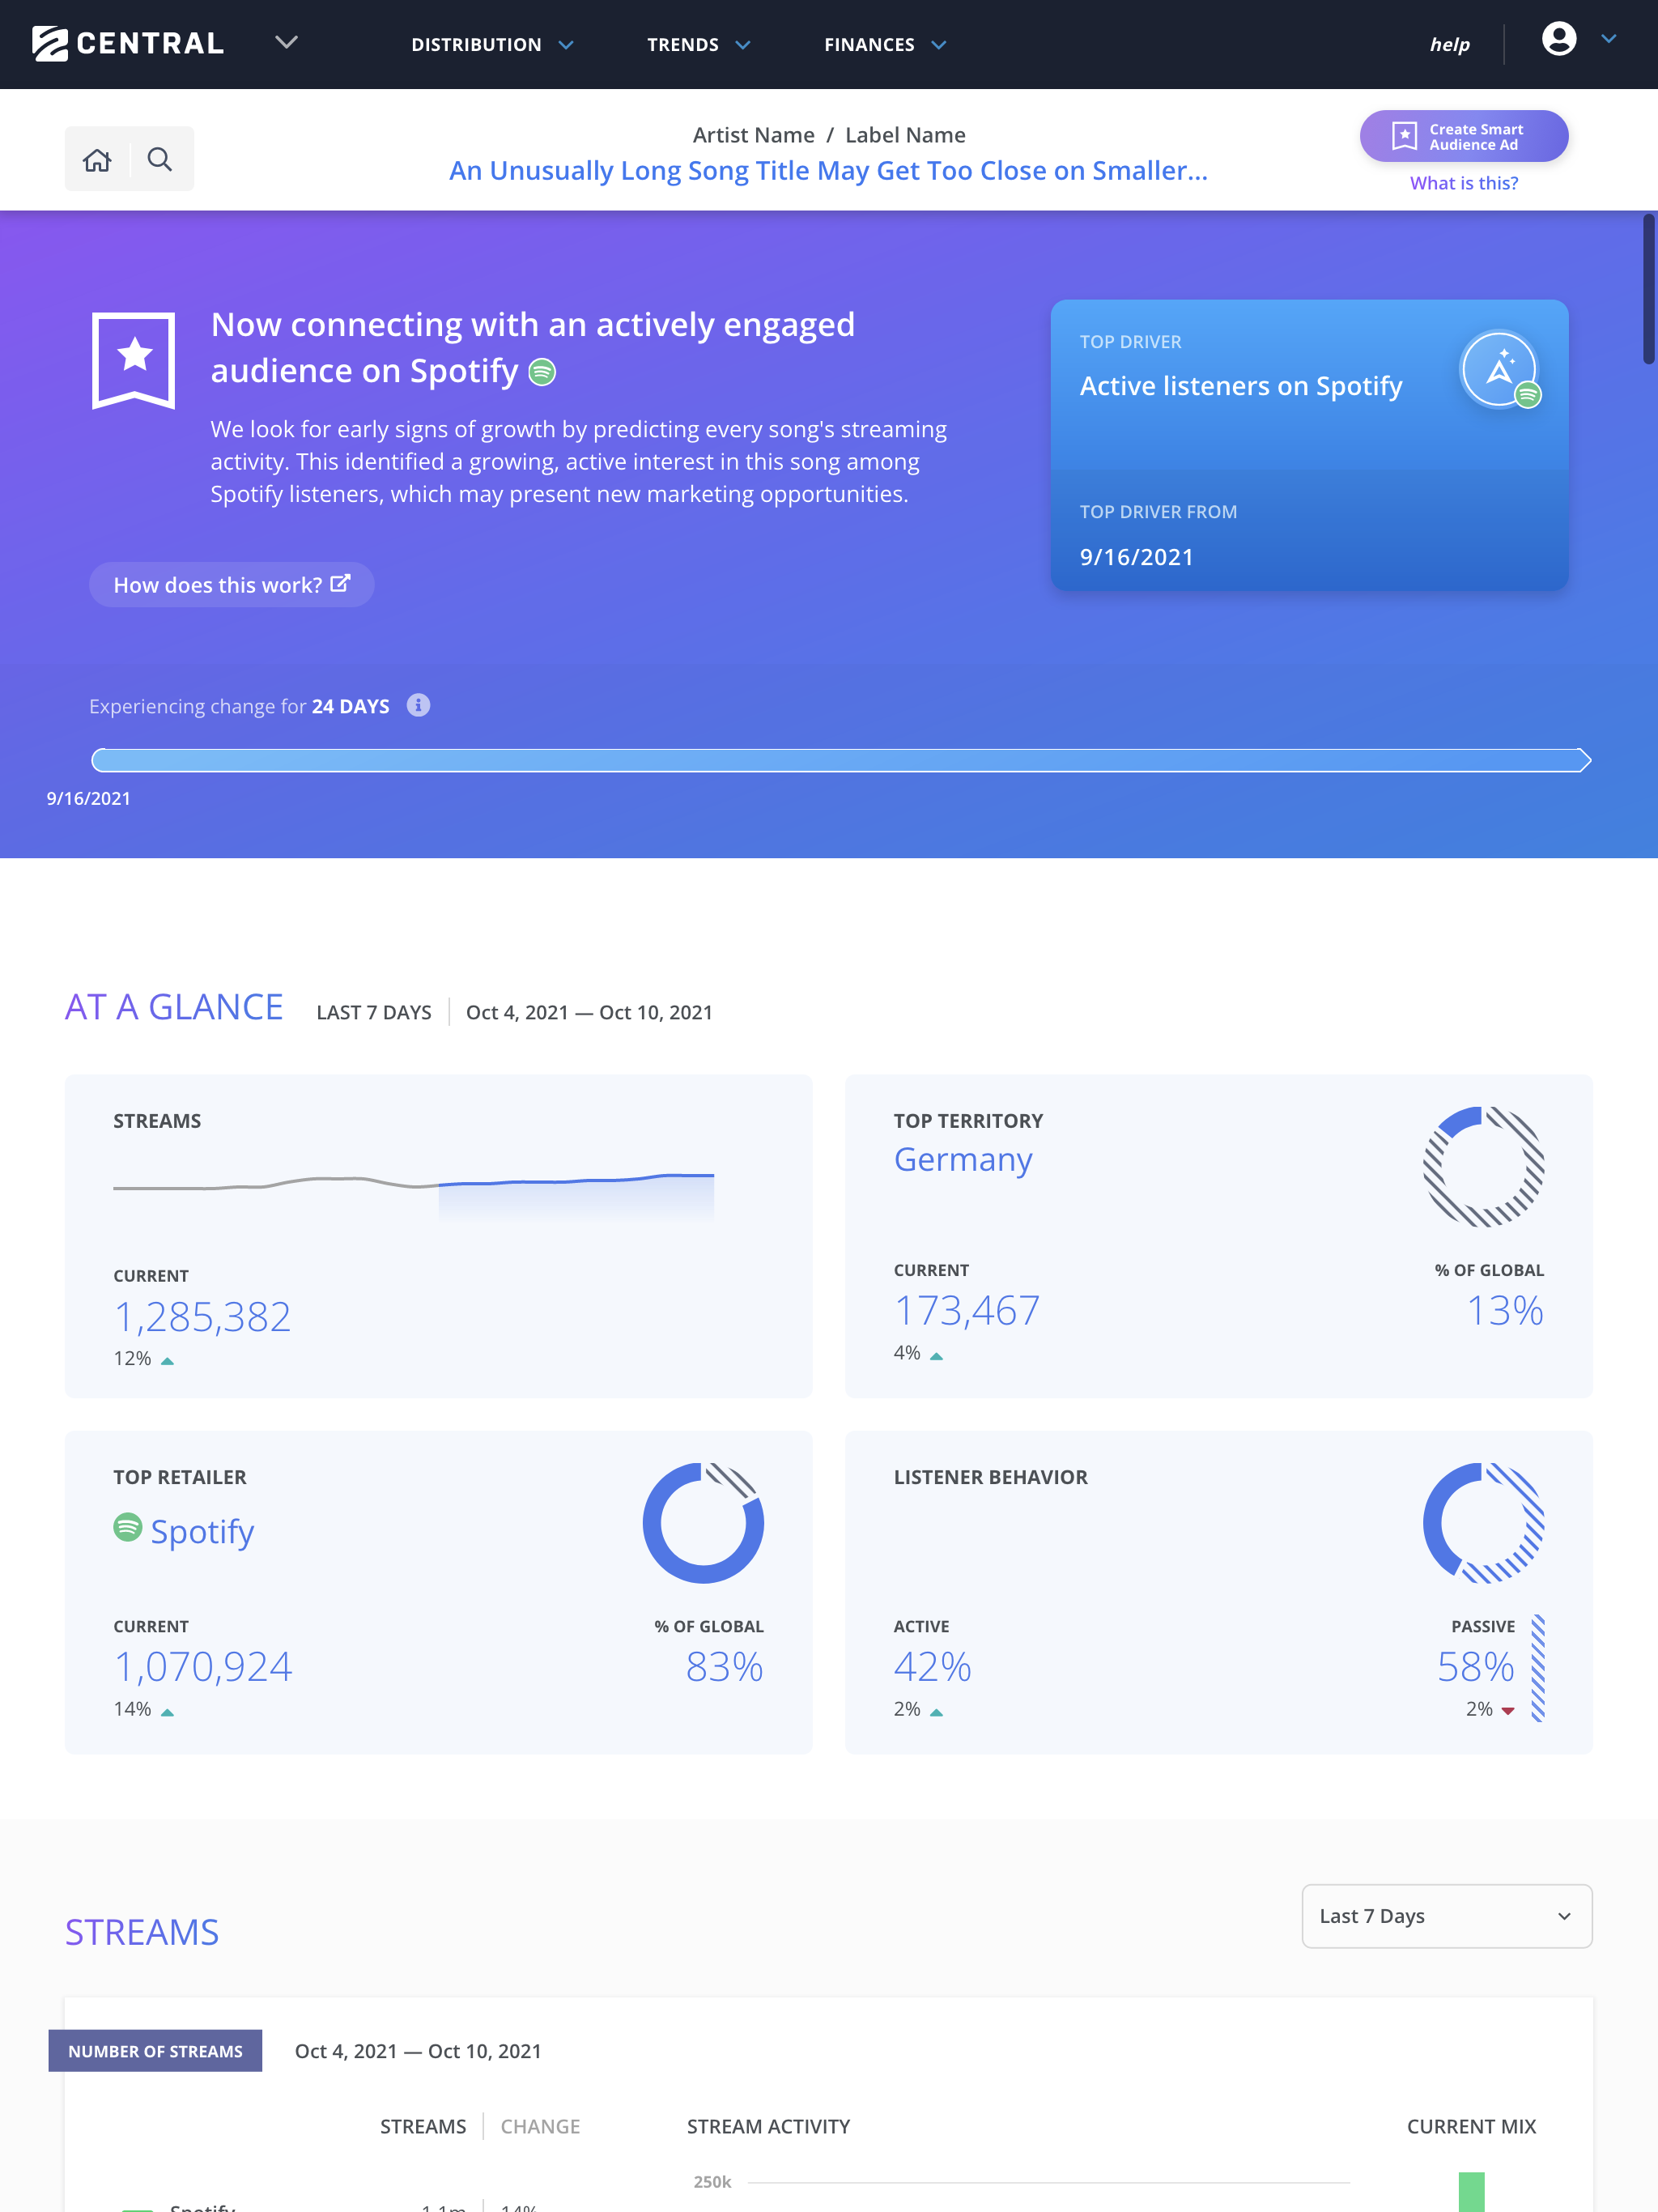 CENTRAL
DISTRIBUTION
TRENDS
FINANCES
help
Artist Name / Label Name
An Unusually Long Song Title May Get Too Close on Smaller...
Create Smart
Audience Ad
What is this?
Now connecting with an actively engaged
audience on Spotify
We look for early signs of growth by predicting every song's streaming
activity. This identified a growing, active interest in this song among
Spotify listeners, which may present new marketing opportunities.
How does this work?
TOP DRIVER
Active listeners on Spotify
TOP DRIVER FROM
9/16/2021
Experiencing change for 24 DAYS
9/16/2021
AT A GLANCE LAST 7 DAYS Oct 4, 2021 — Oct 10, 2021
STREAMS
CURRENT
1,285,382
12%
TOP TERRITORY
Germany
CURRENT
173,467
4%
% OF GLOBAL
13%
TOP RETAILER
Spotify
CURRENT
1,070,924
14%
% OF GLOBAL
83%
LISTENER BEHAVIOR
ACTIVE
42%
2%
PASSIVE
58%
2%
STREAMS
Last 7 Days
NUMBER OF STREAMS
Oct 4, 2021 — Oct 10, 2021
STREAMS CHANGE
STREAM ACTIVITY
CURRENT MIX
250k
Spotify 1.1m 14%